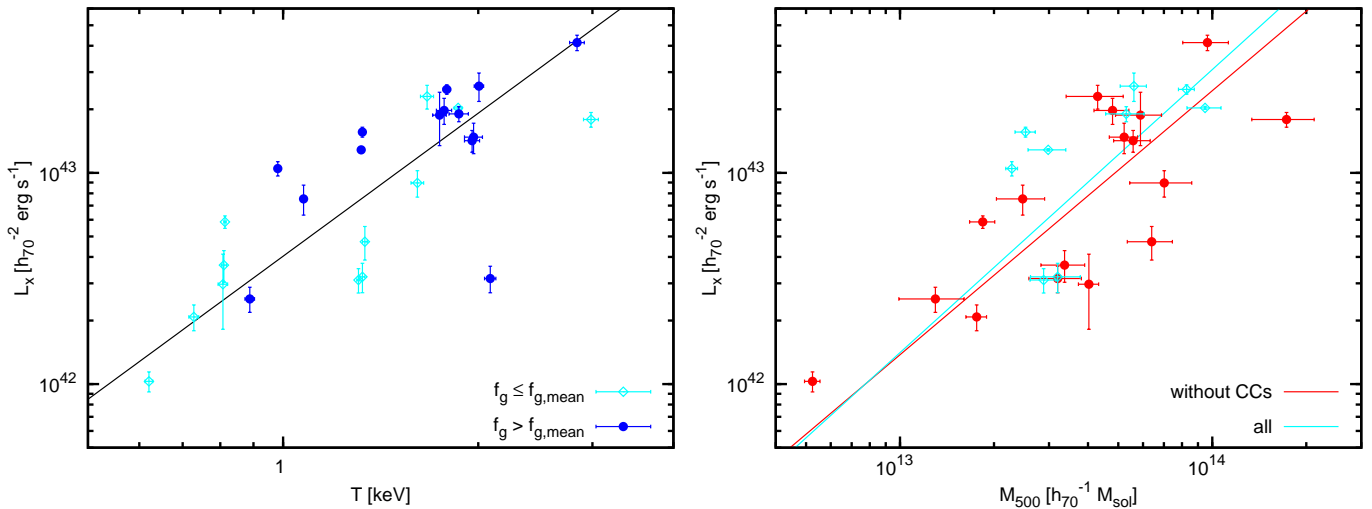 L_x [h_70^-2 erg s^-1]
10^43
10^42
1
T [keV]
f_g ≤ f_g,mean
f_g > f_g,mean
L_x [h_70^-2 erg s^-1]
10^43
10^42
10^13
10^14
M_500 [h_70^-1 M_sol]
without CCs
all